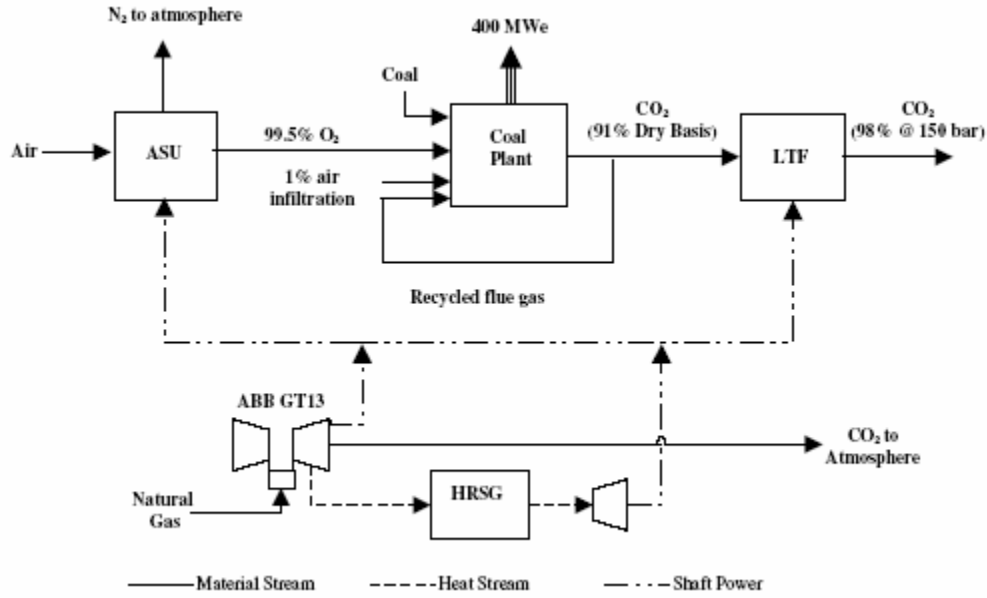 N₂ to atmosphere
400 MWe
Coal
Air
ASU
99.5% O₂
1% air
infiltration
Coal
Plant
CO₂
(91% Dry Basis)
LTF
CO₂
(98% @ 150 bar)
Recycled flue gas
ABB GT13
CO₂ to
Atmosphere
Natural
Gas
HRSG
Material Stream
Heat Stream
Shaft Power